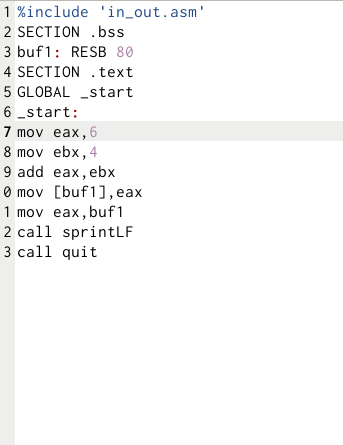 1 %include 'in_out.asm'
2 SECTION .bss
3 buf1: RESB 80
4 SECTION .text
5 GLOBAL _start
6 _start:
7 mov eax,6
8 mov ebx,4
9 add eax,ebx
0 mov [buf1],eax
1 mov eax,buf1
2 call sprintLF
3 call quit